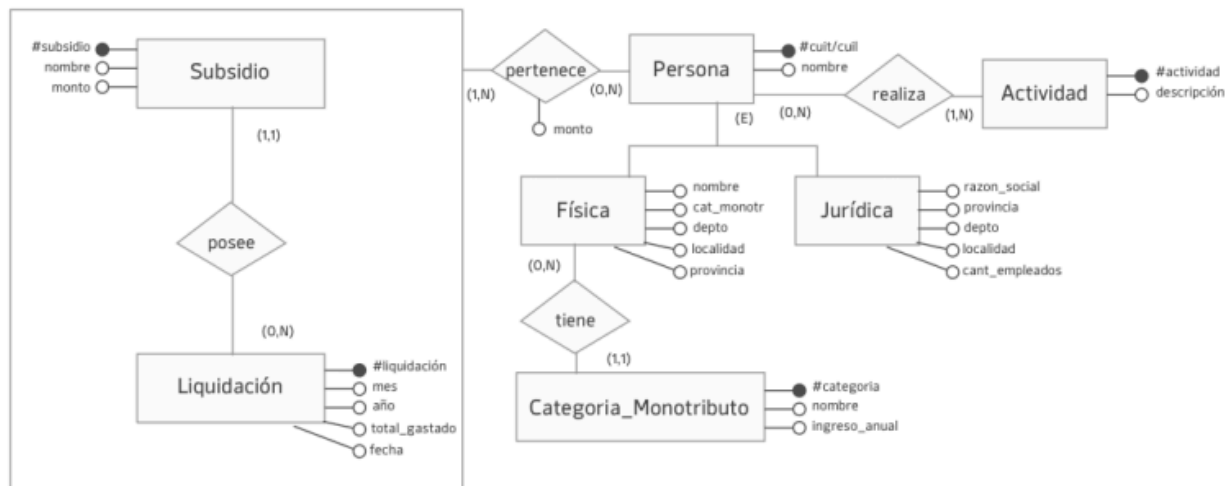 #subsidio
nombre
monto
Subsidio
(1,1)
posee
(0,N)
Liquidación
#liquidación
mes
año
total_gastado
fecha
(1,N)
pertenece
(0,N)
monto
Persona
#cuit/cuil
nombre
(E)
(0,N)
realiza
(1,N)
Actividad
#actividad
descripción
Física
nombre
cat_monotr
depto
localidad
provincia
Jurídica
razon_social
provincia
depto
localidad
cant_empleados
(0,N)
tiene
(1,1)
Categoria_Monotributo
#categoria
nombre
ingreso_anual